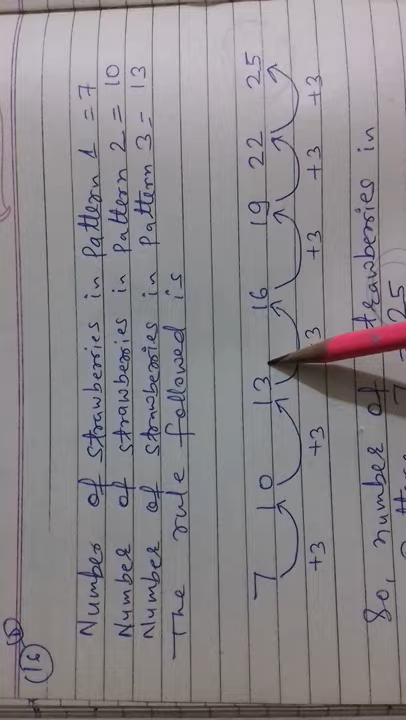 16
Number of strawberries in Pattern 1 = 7
Number of strawberries in Pattern 2 = 10
Number of strawberries in Pattern 3 = 13
The rule followed is
7 10 13 16 19 22 25
+3 +3 3 +3 +3 +3
So, number of strawberries in
7 = 25